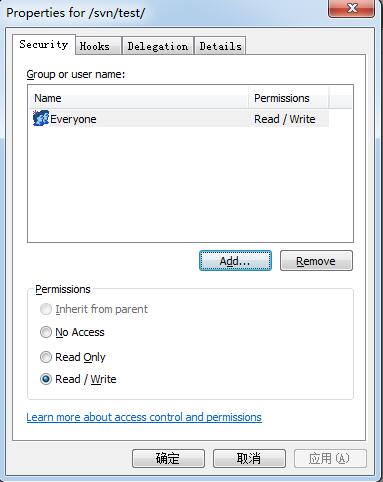 Properties for /svn/test/
Security Hooks Delegation Details
Group or user name:
Name Permissions
Everyone Read / Write
Add... Remove
Permissions
Inherit from parent
No Access
Read Only
Read / Write
Learn more about access control and permissions
确定 取消 应用(A)